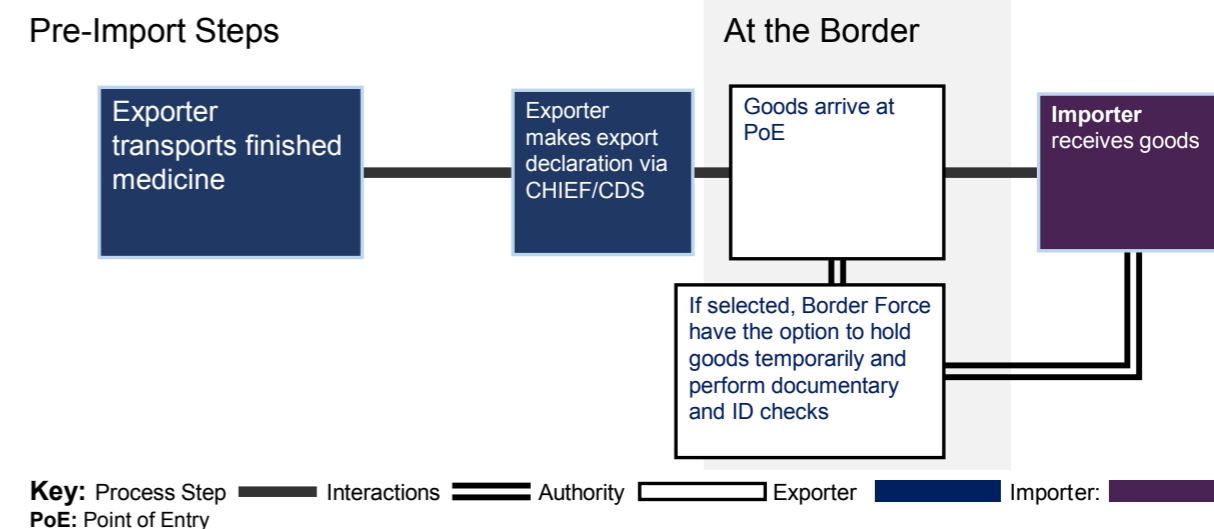 Pre-Import Steps
At the Border
Exporter
transports finished
medicine
Exporter
makes export
declaration via
CHIEF/CDS
Goods arrive at
PoE
Importer
receives goods
If selected, Border Force
have the option to hold
goods temporarily and
perform documentary
and ID checks
Key: Process Step Interactions Authority Exporter Importer:
PoE: Point of Entry